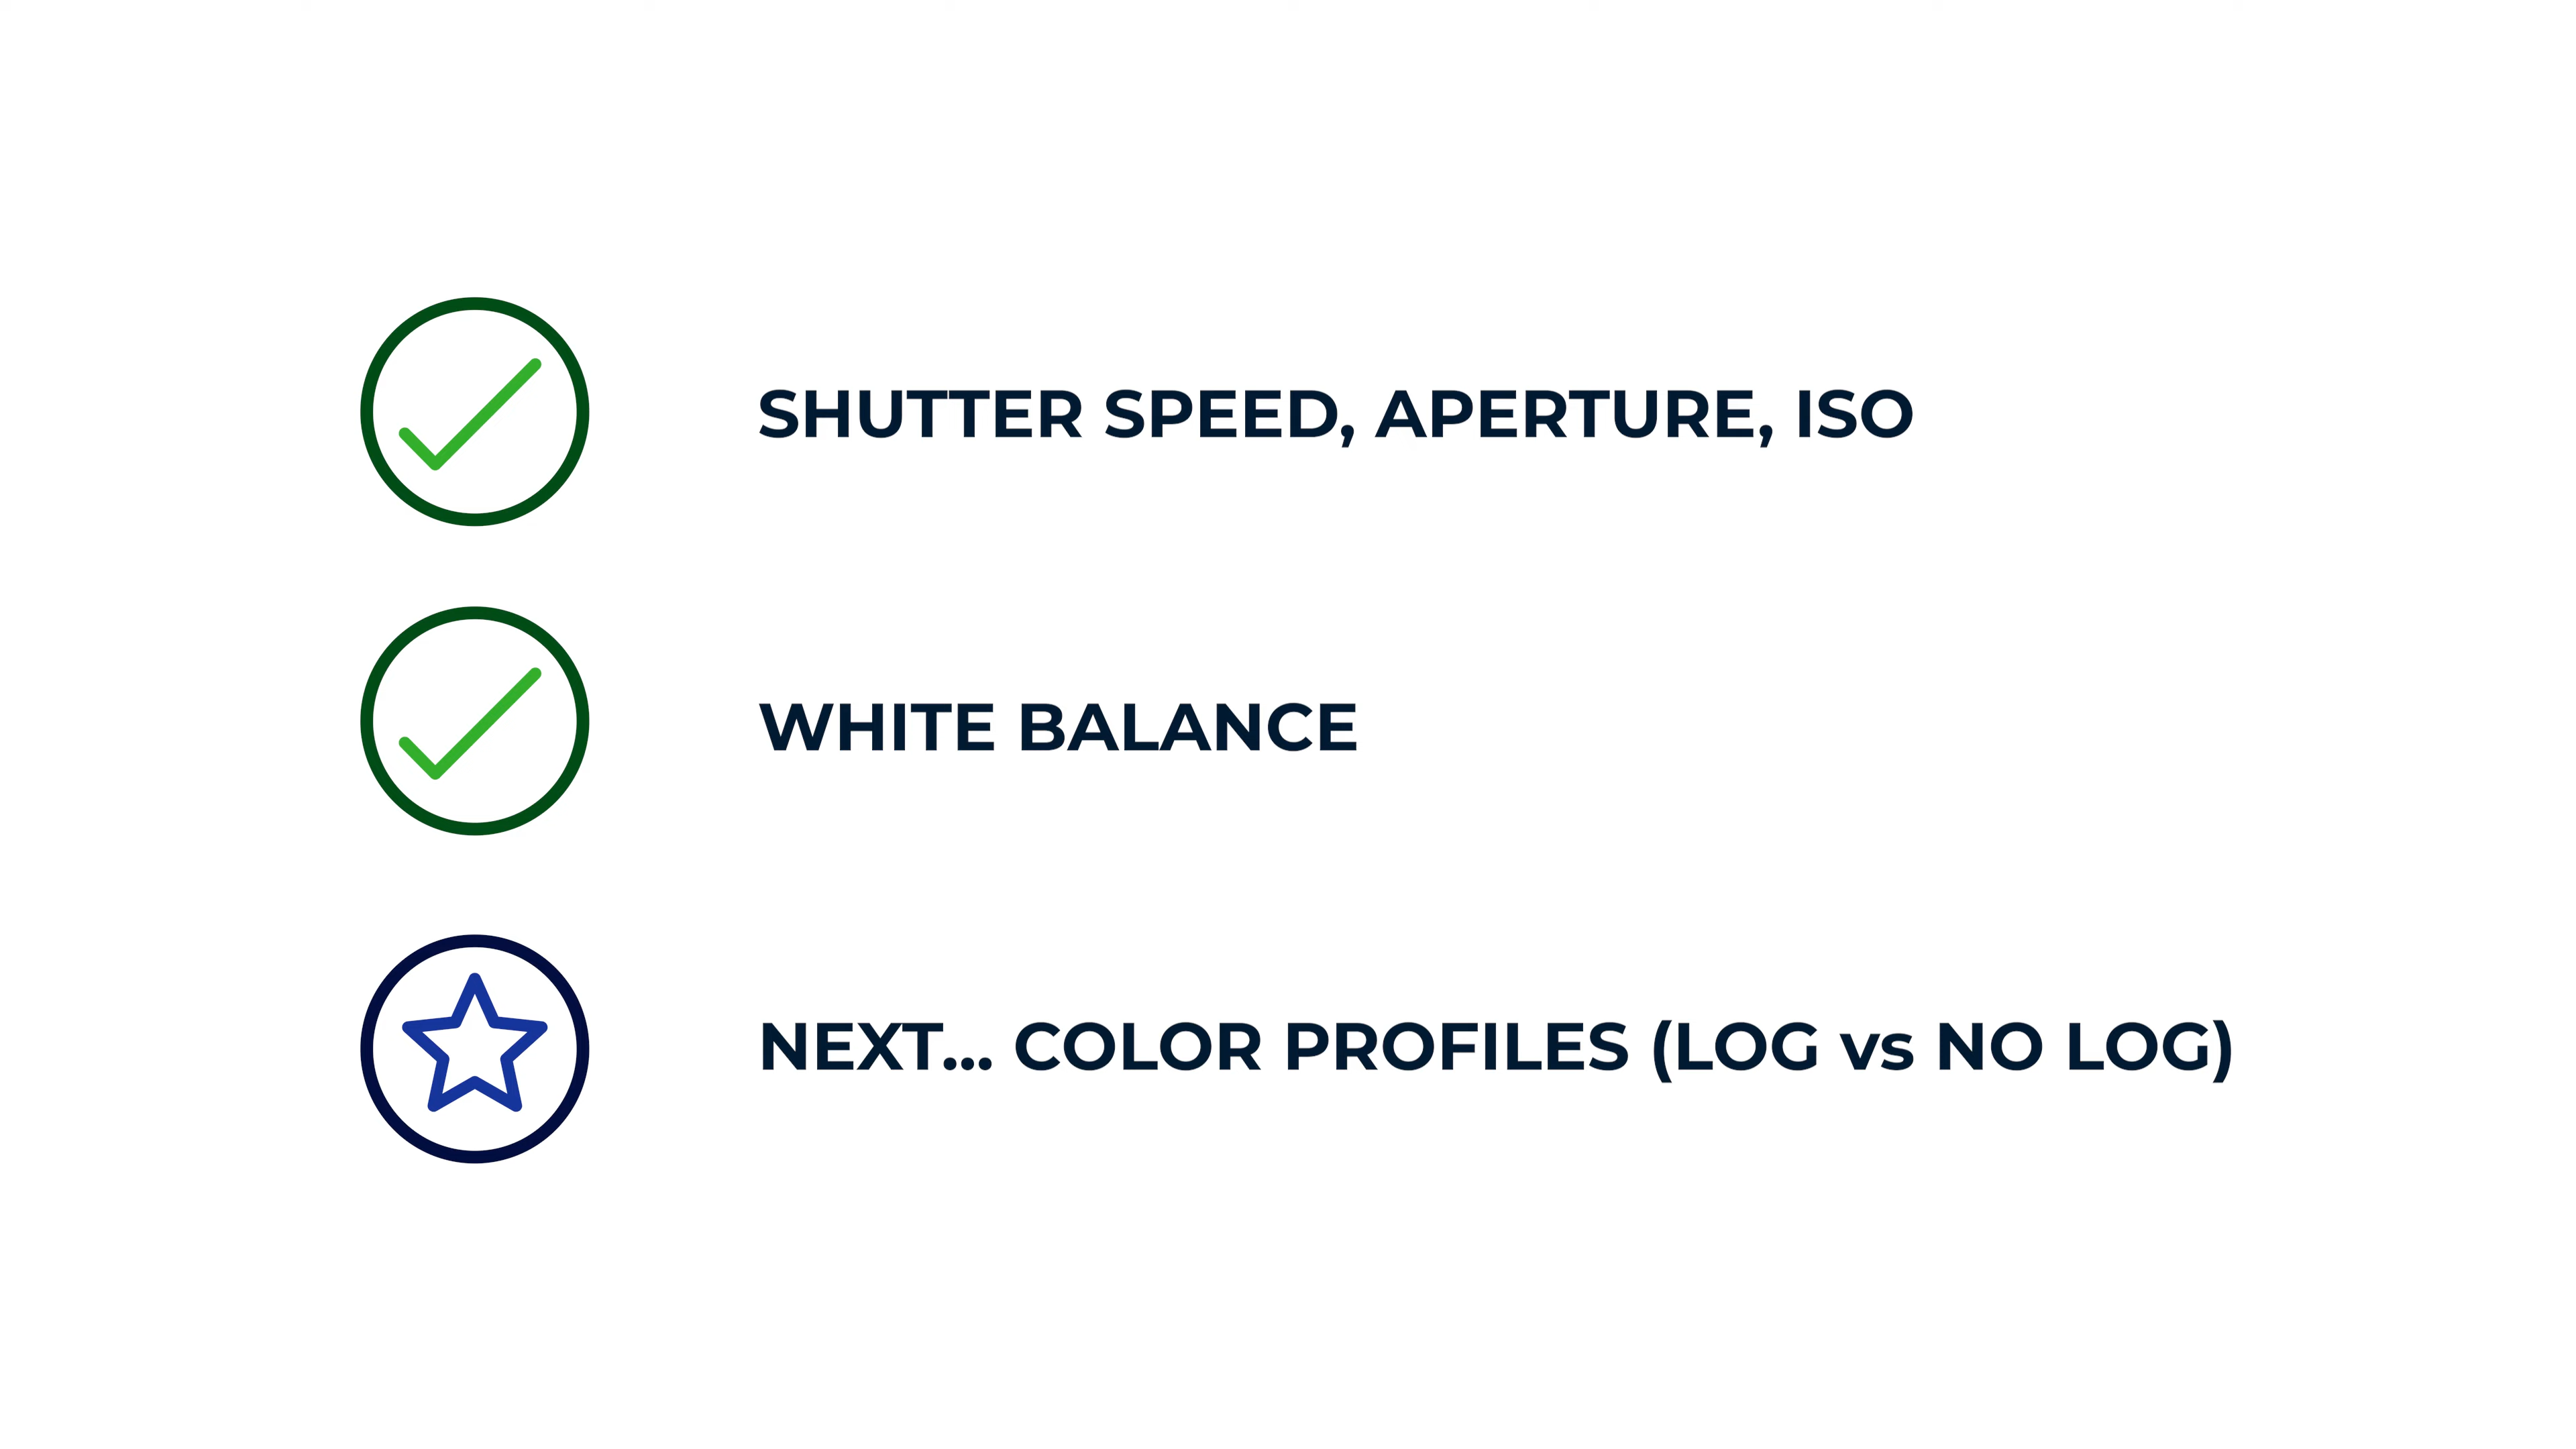 SHUTTER SPEED, APERTURE, ISO
WHITE BALANCE
NEXT... COLOR PROFILES (LOG vs NO LOG)